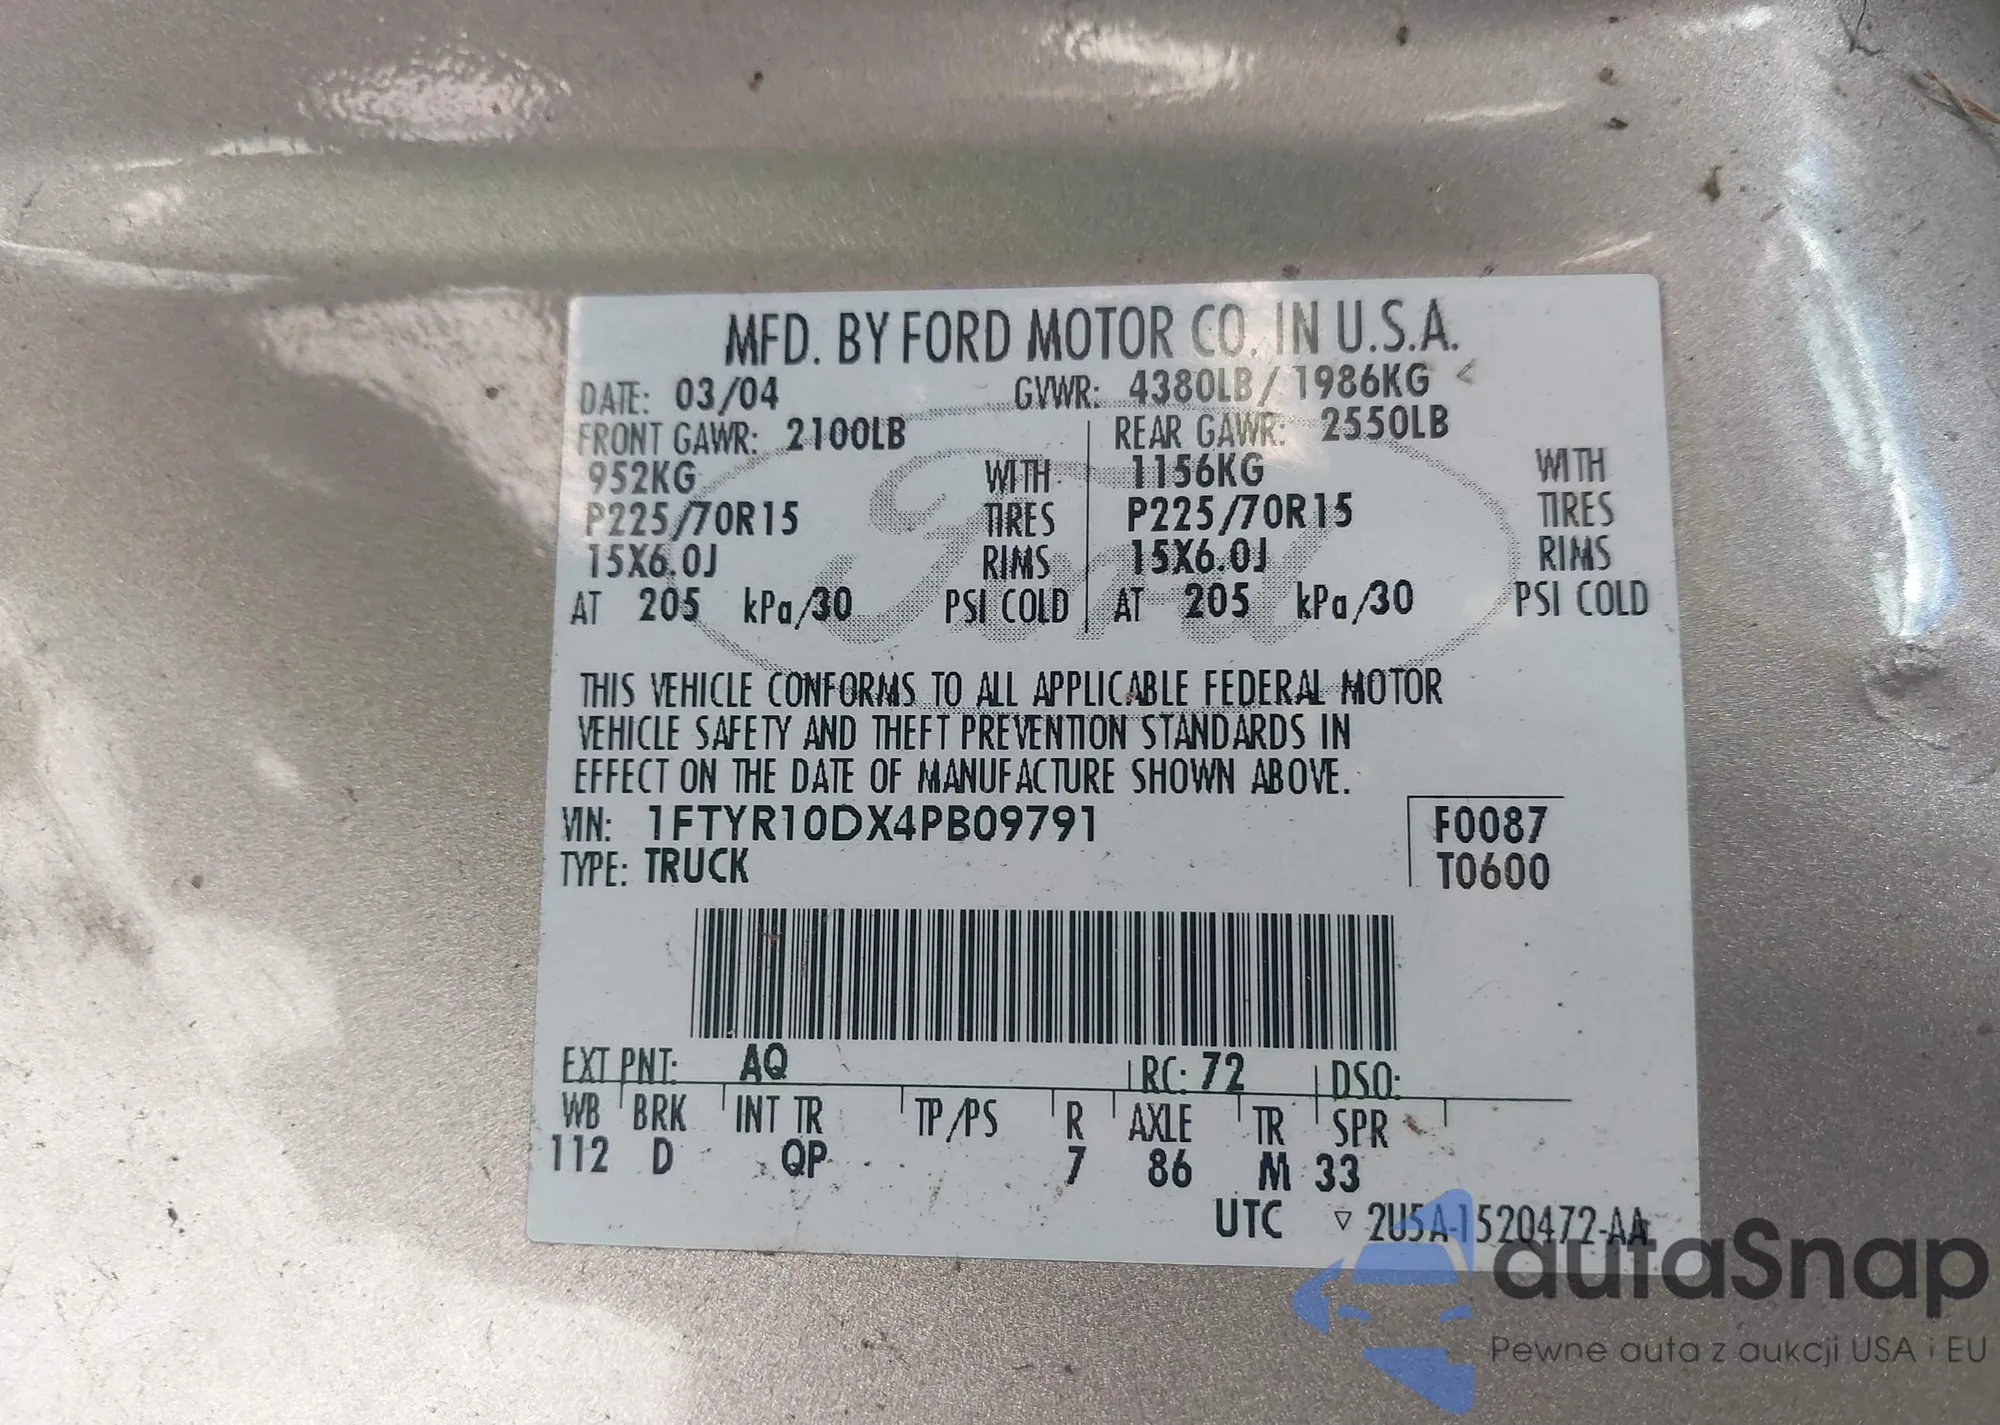 MFD. BY FORD MOTOR CO. IN U.S.A.
DATE: 03/04 GVWR: 4380LB / 1986KG
FRONT GAWR: 2100LB REAR GAWR: 2550LB
952KG WITH 1156KG WITH
P225/70R15 TIRES P225/70R15 TIRES
15X6.0J RIMS 15X6.0J RIMS
AT 205 kPa/30 PSI COLD AT 205 kPa/30 PSI COLD
Ford
THIS VEHICLE CONFORMS TO ALL APPLICABLE FEDERAL MOTOR
VEHICLE SAFETY AND THEFT PREVENTION STANDARDS IN
EFFECT ON THE DATE OF MANUFACTURE SHOWN ABOVE.
VIN: 1FTYR10DX4PB09791 F0087
TYPE: TRUCK T0600
EXT PNT: AQ RC: 72 DSO:
WB BRK INT TR TP/PS R AXLE TR SPR
112 D QP 7 86 M 33
UTC ▽ 2U5A-1520472-AA
autaSnap
Pewne auta z aukcji USA i EU